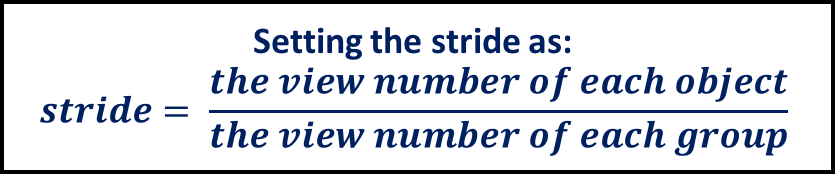 Setting the stride as:
the view number of each object
stride =
the view number of each group